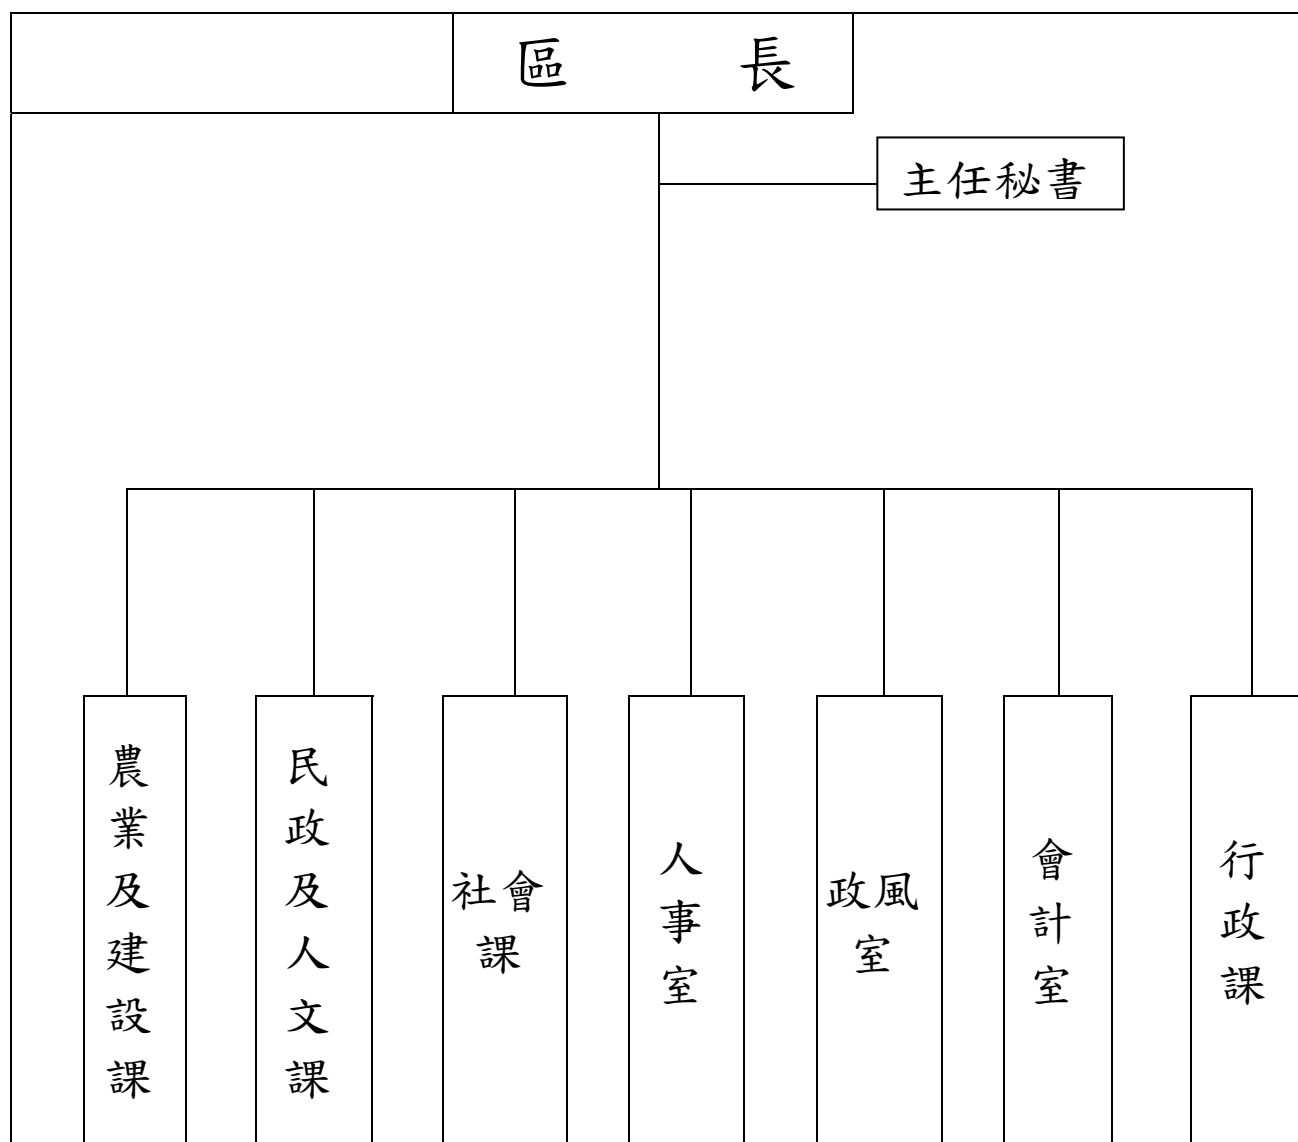 區長
主任秘書
農業及建設課
民政及人文課
社會
課
人事室
政風
室
會計室
行政課